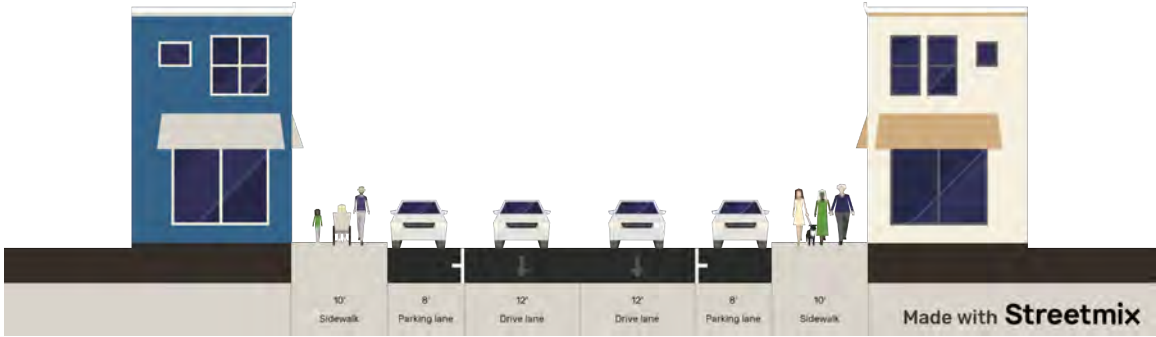 10'
Sidewalk
8'
Parking lane
12'
Drive lane
12'
Drive lane
8'
Parking lane
10'
Sidewalk
Made with Streetmix